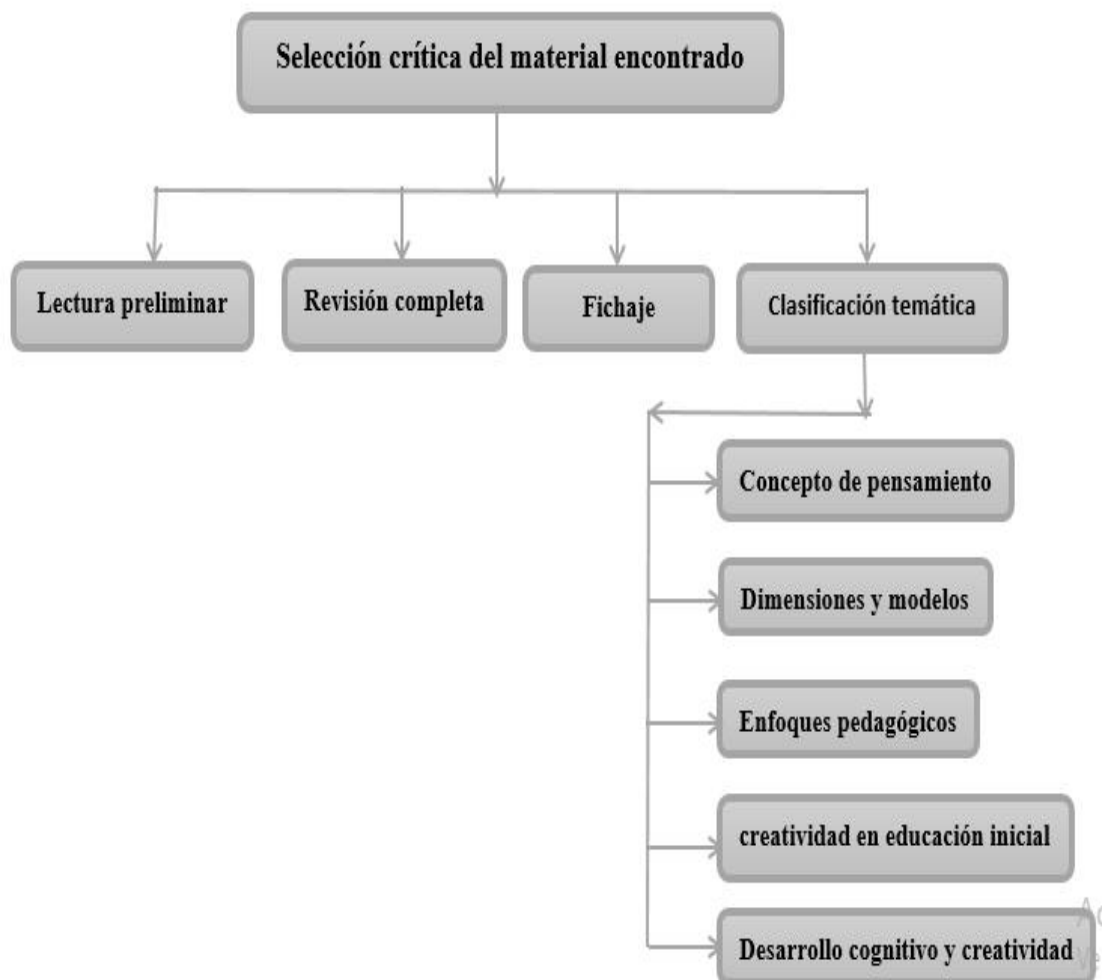 Selección crítica del material encontrado
Lectura preliminar
Revisión completa
Fichaje
Clasificación temática
Concepto de pensamiento
Dimensiones y modelos
Enfoques pedagógicos
creatividad en educación inicial
Desarrollo cognitivo y creatividad